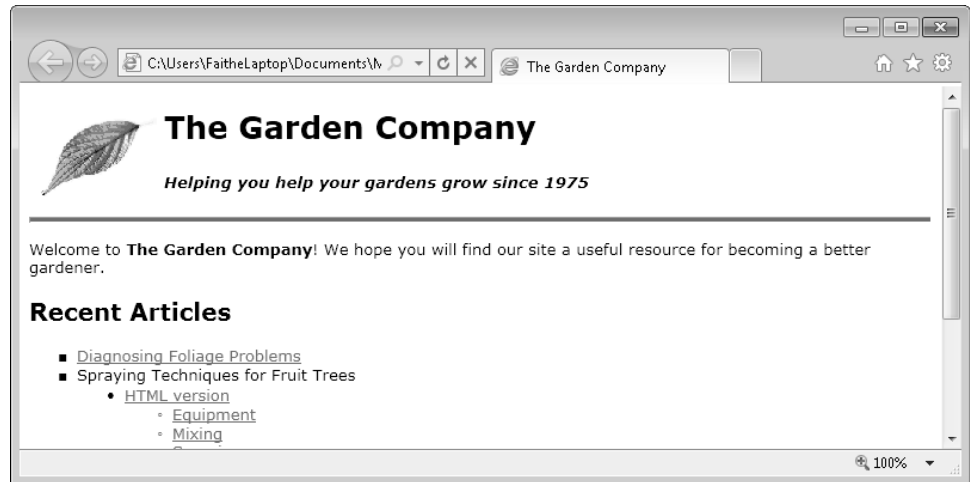 C:\Users\FaitheLaptop\Documents\
The Garden Company
The Garden Company
Helping you help your gardens grow since 1975
Welcome to The Garden Company! We hope you will find our site a useful resource for becoming a better
gardener.
Recent Articles
Diagnosing Foliage Problems
Spraying Techniques for Fruit Trees
HTML version
Equipment
Mixing
100%